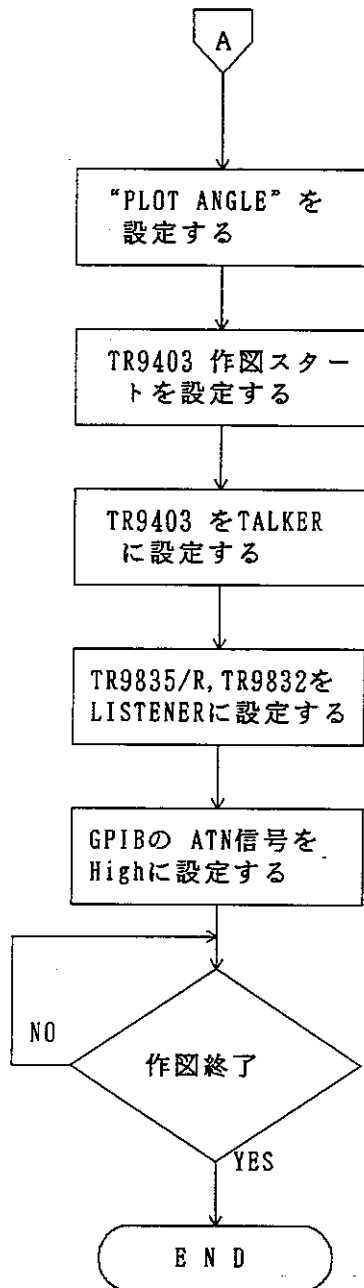 A
“PLOT ANGLE” を
設定する
TR9403 作図スター
トを設定する
TR9403 をTALKER
に設定する
TR9835/R, TR9832を
LISTENERに設定する
GPIBの ATN信号を
Highに設定する
NO
作図終了
YES
E N D